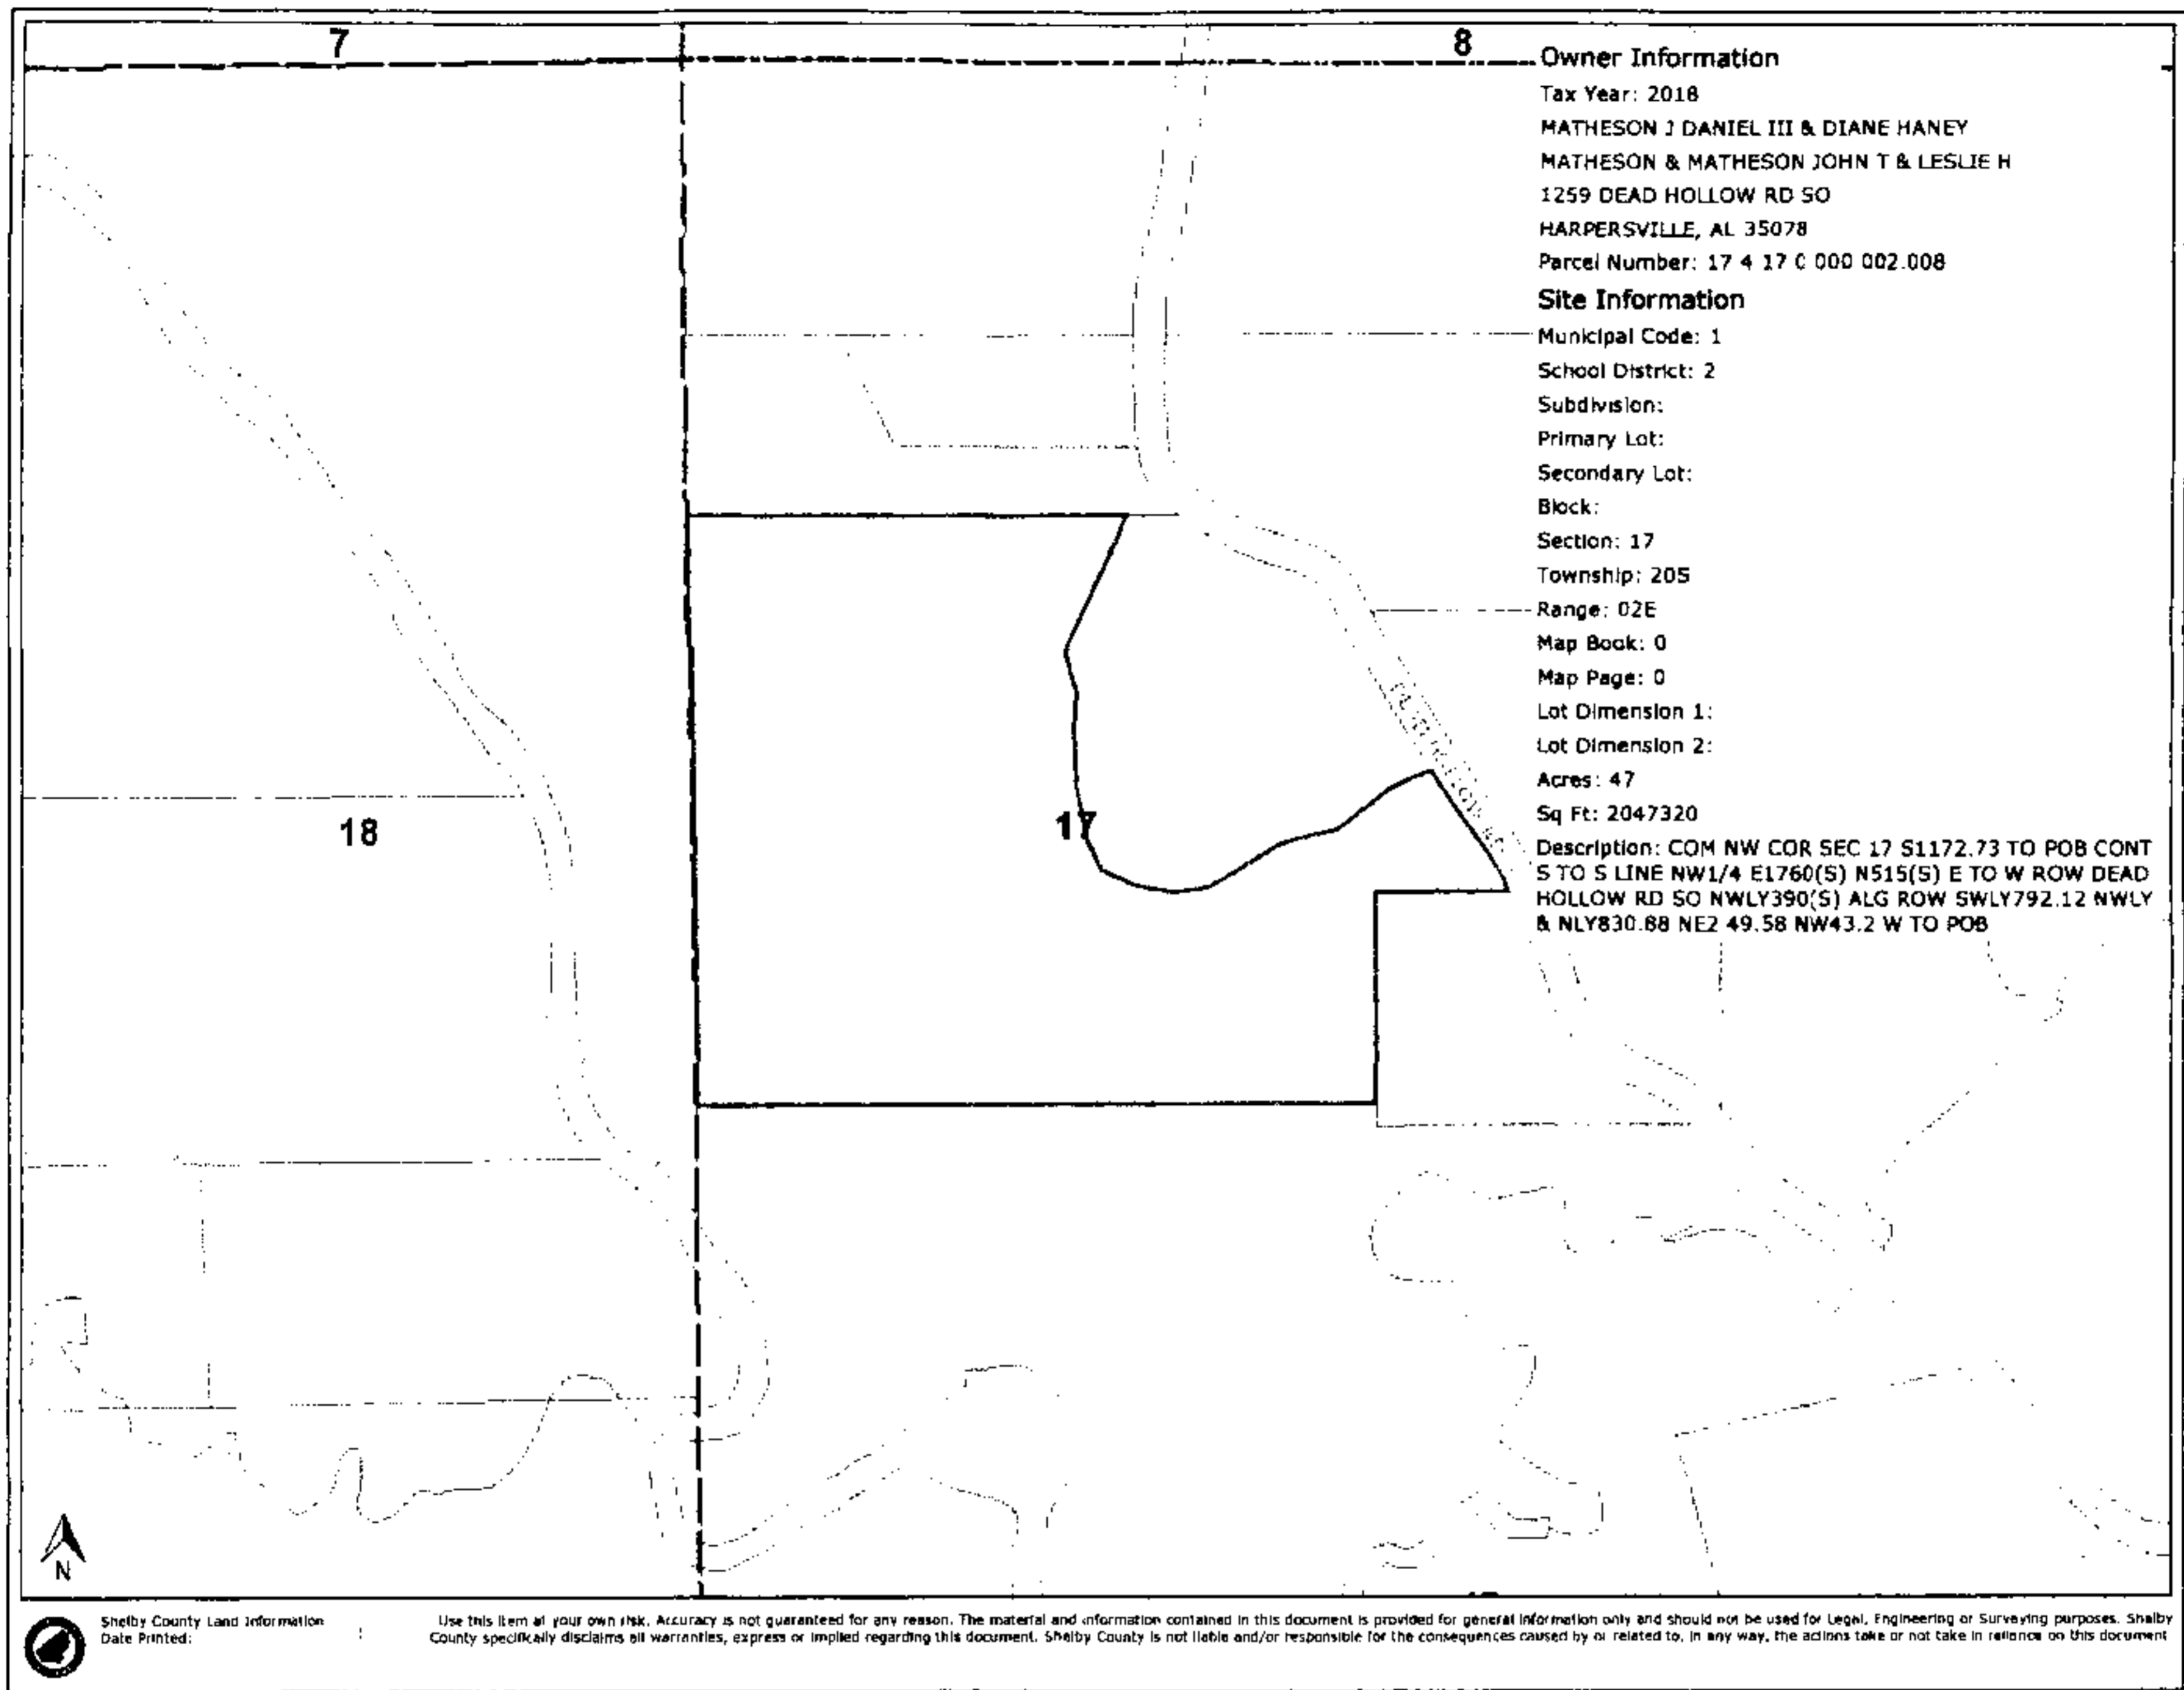 7
8
Owner Information
Tax Year: 2018
MATHESON J DANIEL III & DIANE HANEY
MATHESON & MATHESON JOHN T & LESLIE H
1259 DEAD HOLLOW RD SO
HARPERSVILLE, AL 35078
Parcel Number: 17 4 17 0 000 002.008
Site Information
Municipal Code: 1
School District: 2
Subdivision:
Primary Lot:
Secondary Lot:
Block:
Section: 17
Township: 20S
Range: 02E
Map Book: 0
Map Page: 0
Lot Dimension 1:
Lot Dimension 2:
Acres: 47
Sq Ft: 2047320
Description: COM NW COR SEC 17 S1172.73 TO POB CONT
S TO S LINE NW1/4 E1760(S) N515(S) E TO W ROW DEAD
HOLLOW RD SO NWLY390(S) ALG ROW SWLY792.12 NWLY
& NLY830.88 NE2 49.58 NW43.2 W TO POB
18
17
N
Shelby County Land Information
Date Printed:
Use this item at your own risk. Accuracy is not guaranteed for any reason. The material and information contained in this document is provided for general information only and should not be used for Legal, Engineering or Surveying purposes. Shelby
County specifically disclaims all warranties, express or implied regarding this document. Shelby County is not liable and/or responsible for the consequences caused by or related to, in any way, the actions take or not take in reliance on this document